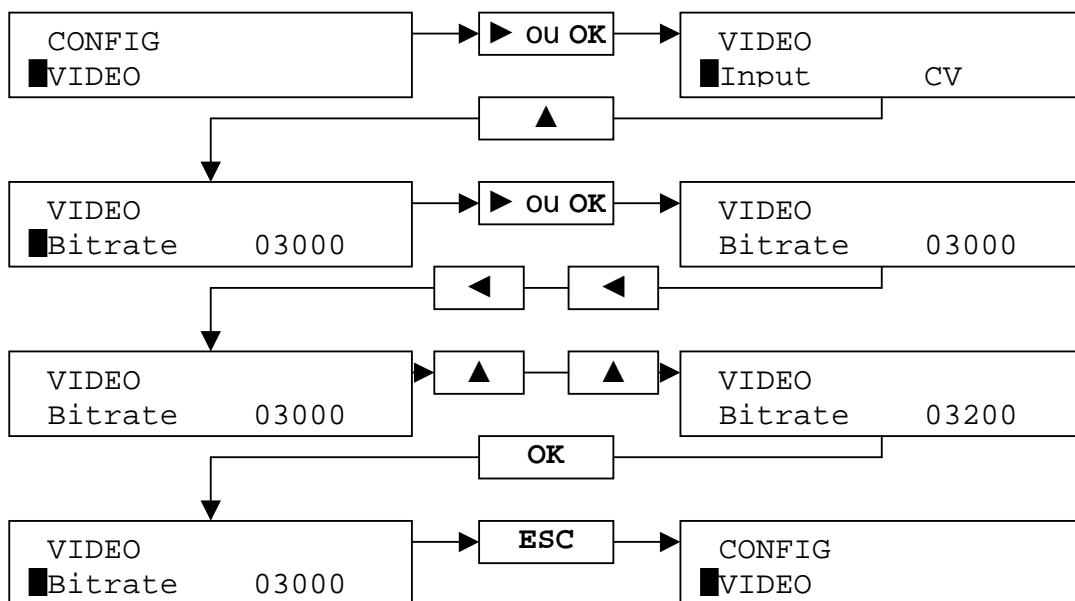 CONFIG
VIDEO
► ou OK
VIDEO
Input CV
▲
VIDEO
Bitrate 03000
► ou OK
VIDEO
Bitrate 03000
◄ ◄
VIDEO
Bitrate 03000
▲ ▲
VIDEO
Bitrate 03200
OK
VIDEO
Bitrate 03000
ESC
CONFIG
VIDEO